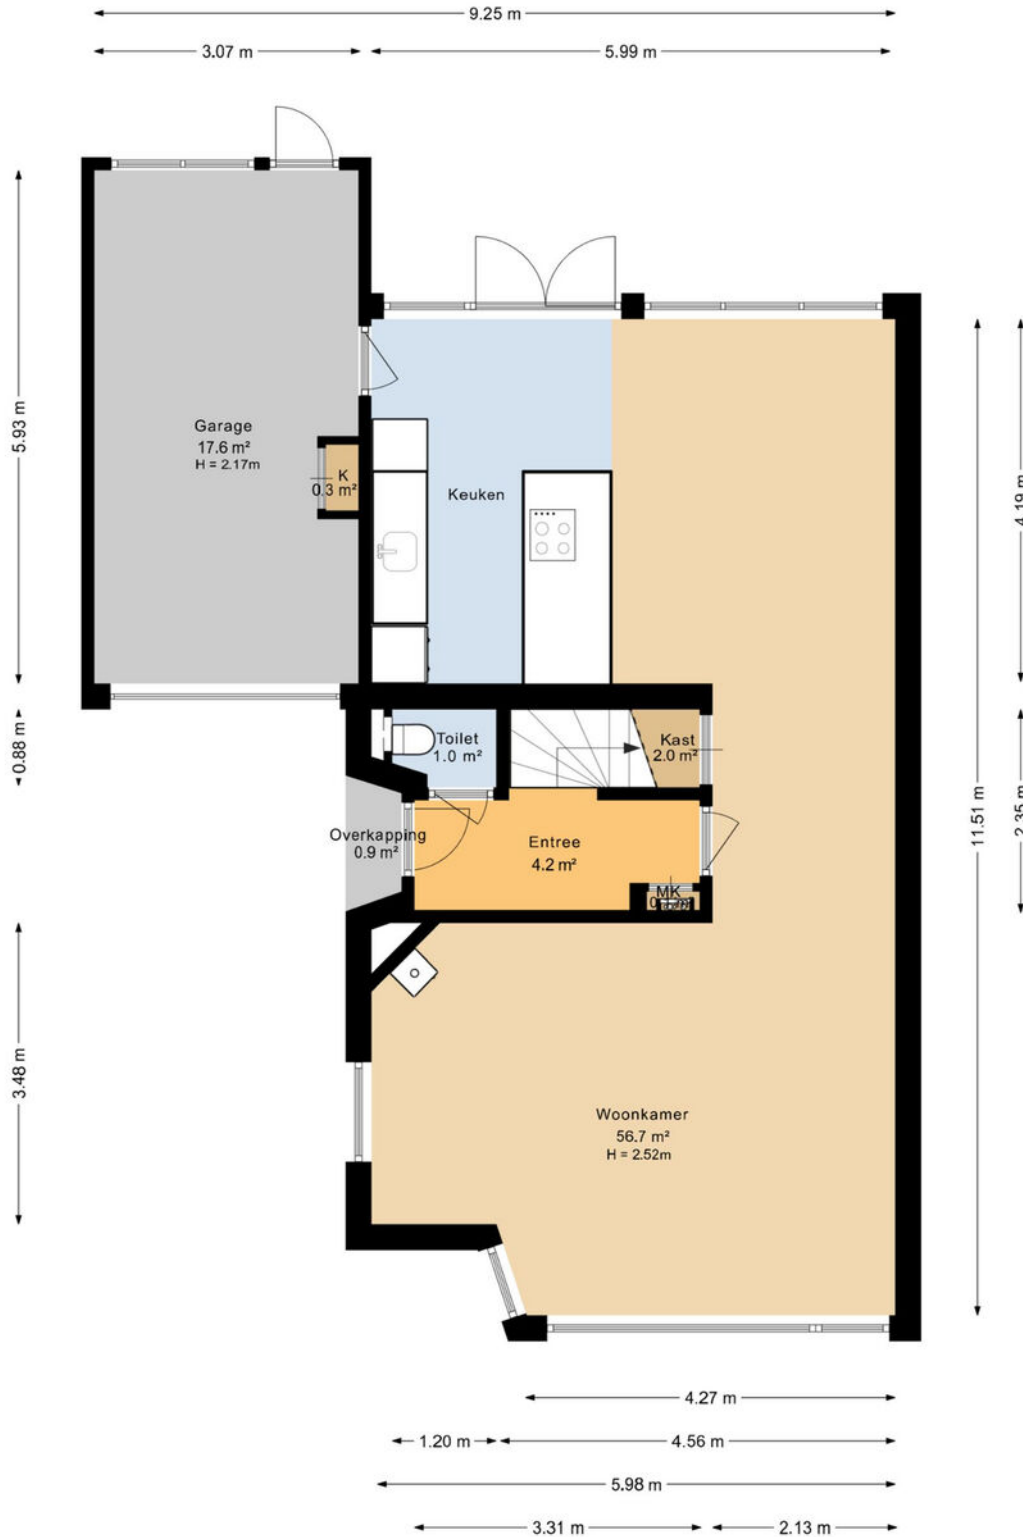 9.25 m
3.07 m
5.99 m
5.93 m
Garage
17.6 m²
H = 2.17m
K
0.3 m²
Keuken
4.19 m
0.88 m
Toilet
1.0 m²
Kast
2.0 m²
11.51 m
2.35 m
Overkapping
0.9 m²
Entree
4.2 m²
MK
3.48 m
Woonkamer
56.7 m²
H = 2.52m
4.27 m
1.20 m
4.56 m
5.98 m
3.31 m
2.13 m